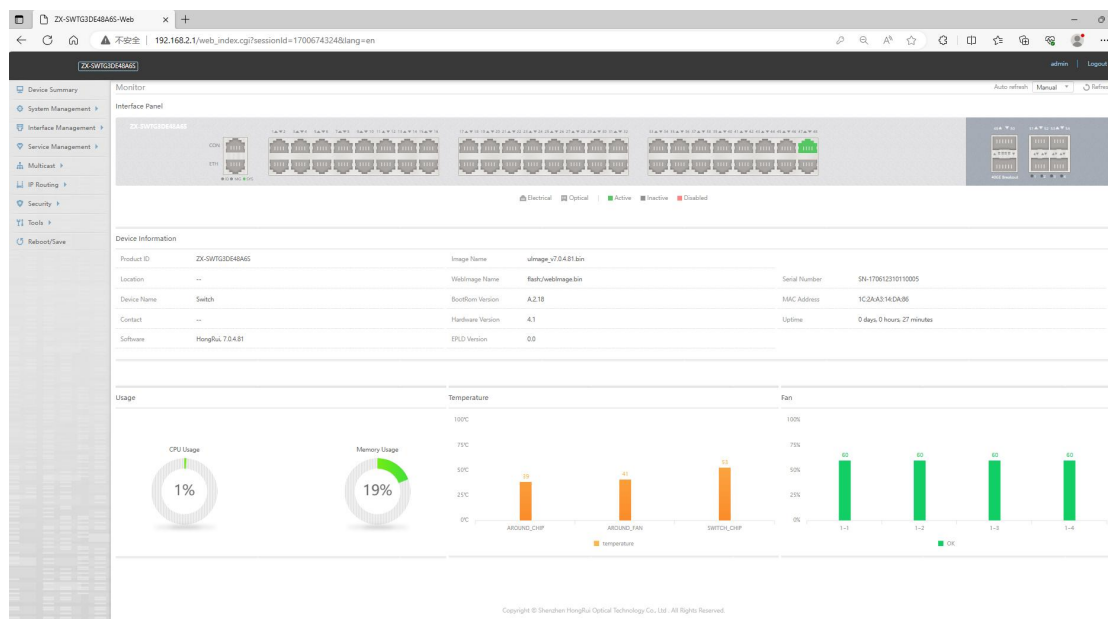 ZX-SWTG3DE48A6S-Web
不安全 | 192.168.2.1/web_index.cgi?sessionId=1700674324&lang=en
ZX-SWTG3DE48A6S
admin | Logout
Device Summary
System Management
Interface Management
Service Management
Multicast
IP Routing
Security
Tools
Reboot/Save
Monitor
Auto refresh Manual
Interface Panel
CON
ETH
Electrical Optical Active Inactive Disabled
Device Information
Product ID ZX-SWTG3DE48A6S Image Name uImage_v7.0.4.81.bin
Location --- WebImage Name flash:/webImage.bin Serial Number SN-170612310110005
Device Name Switch BootRom Version A.2.18 MAC Address 1C:2A:A3:14:DA:86
Contact --- Hardware Version 4.1 Uptime 0 days, 0 hours, 27 minutes
Software HongRui, 7.0.4.81 EPLD Version 0.0
Usage
CPU Usage
1%
Memory Usage
19%
Temperature
100℃
75℃
50℃
25℃
0℃
39
41
53
AROUND_CHIP AROUND_FAN SWITCH_CHIP
temperature
Fan
100%
75%
50%
25%
0%
60 60 60 60
1-1 1-2 1-3 1-4
OK
Copyright © Shenzhen HongRui Optical Technology Co., Ltd. All Rights Reserved.